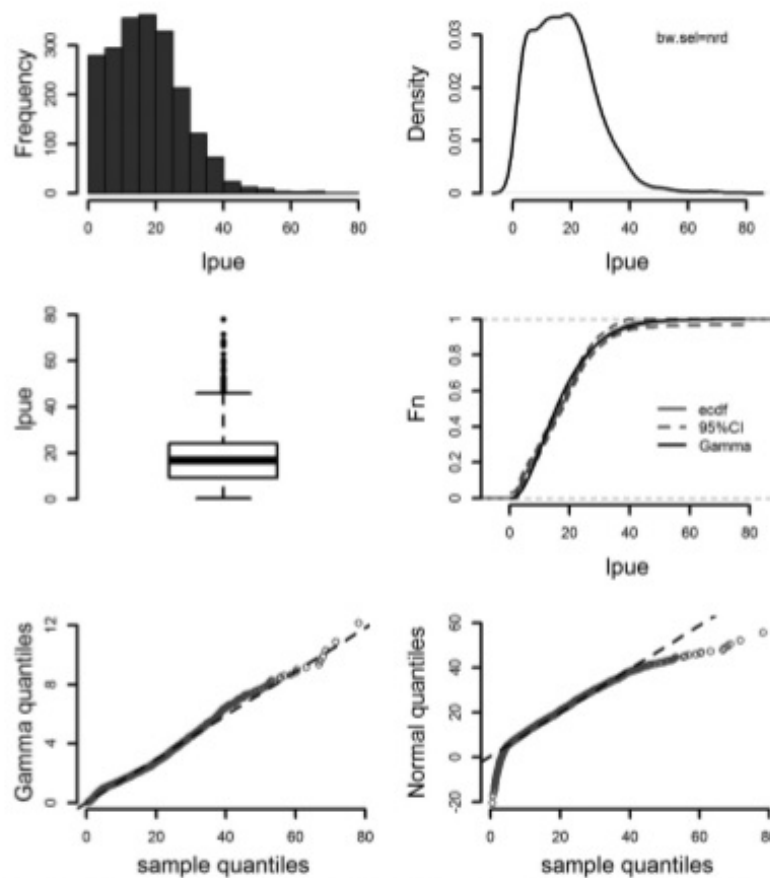 Frequency
0
100
300
0 20 40 60 80
lpue
Density
0.00
0.01
0.02
0.03
bw.sel=nrd
0 20 40 60 80
lpue
lpue
0
20
40
60
80
Fn
0
0.2
0.4
0.6
0.8
1
ecdf
95%CI
Gamma
0 20 40 60 80
lpue
Gamma quantiles
0
4
8
12
0 20 40 60 80
sample quantiles
Normal quantiles
-20
0
20
40
60
0 20 40 60 80
sample quantiles